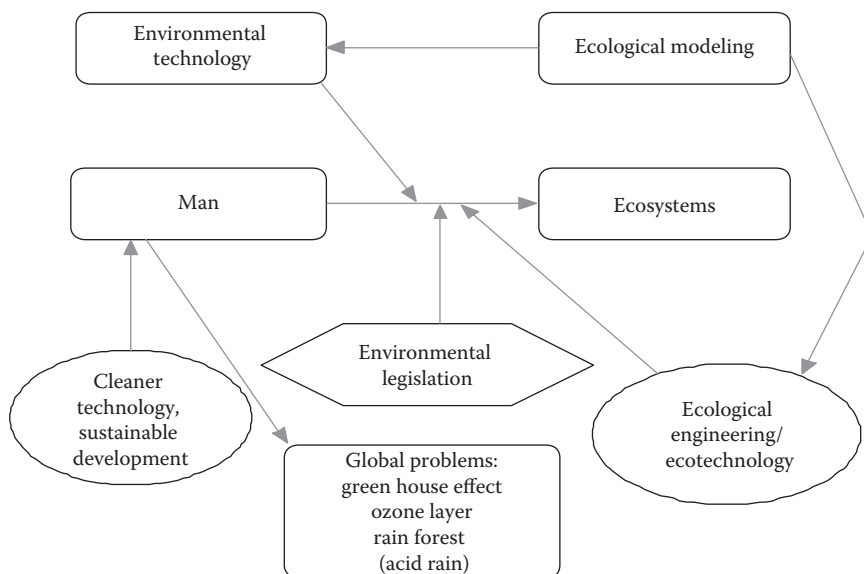 Environmental
technology
Ecological modeling
Man
Ecosystems
Environmental
legislation
Cleaner
technology,
sustainable
development
Ecological
engineering/
ecotechnology
Global problems:
green house effect
ozone layer
rain forest
(acid rain)